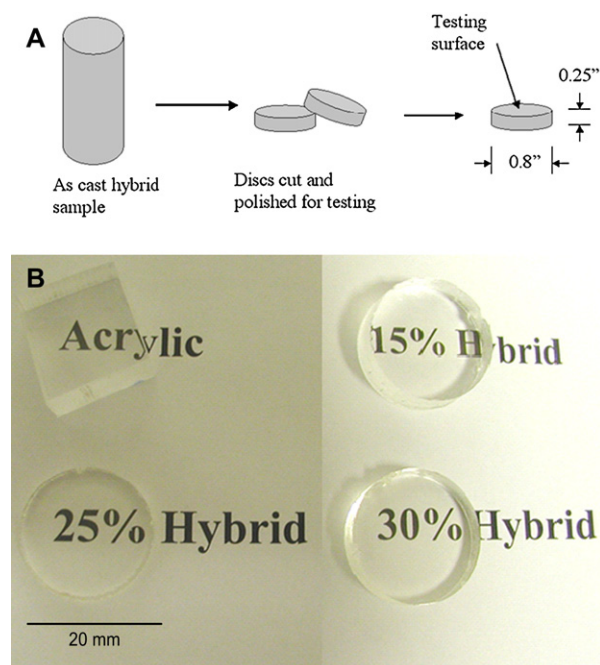 A
Testing
surface
0.25”
0.8”
As cast hybrid
sample
Discs cut and
polished for testing
B
Acrylic
15% Hybrid
25% Hybrid
30% Hybrid
20 mm